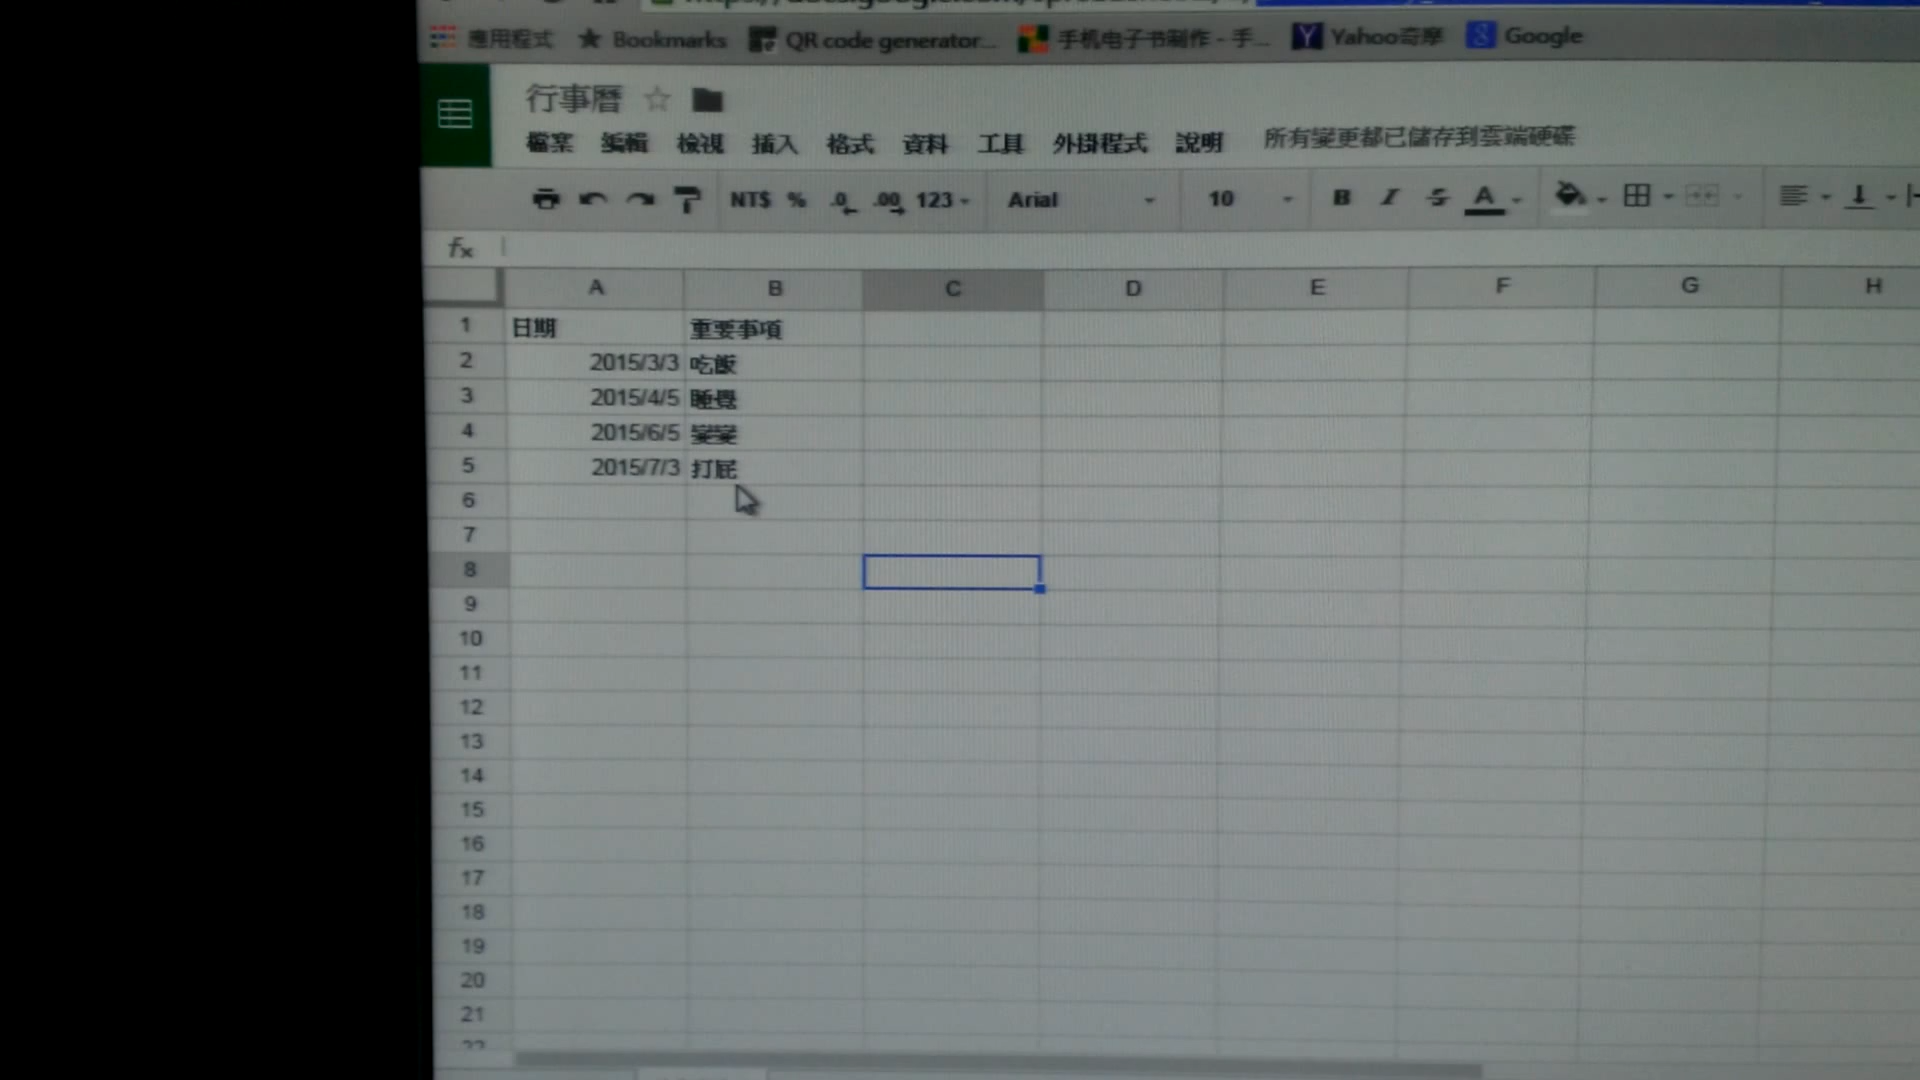 應用程式 Bookmarks QR code generator... 手机电子书制作 - 手... Yahoo奇摩 Google
行事曆
檔案 編輯 檢視 插入 格式 資料 工具 外掛程式 說明 所有變更都已儲存到雲端硬碟
NT$ % .0 .00 123 Arial 10 B I S A
fx
A B C D E F G H
1 日期 重要事項
2 2015/3/3 吃飯
3 2015/4/5 睡覺
4 2015/6/5 變變
5 2015/7/3 打屁
6
7
8
9
10
11
12
13
14
15
16
17
18
19
20
21
22